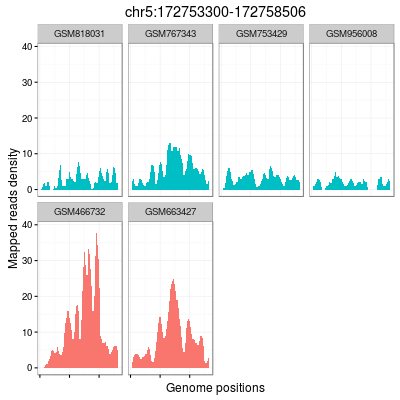 chr5:172753300-172758506
GSM818031 GSM767343 GSM753429 GSM956008
40
30
20
10
0
Mapped reads density
GSM466732 GSM663427
40
30
20
10
0
Genome positions